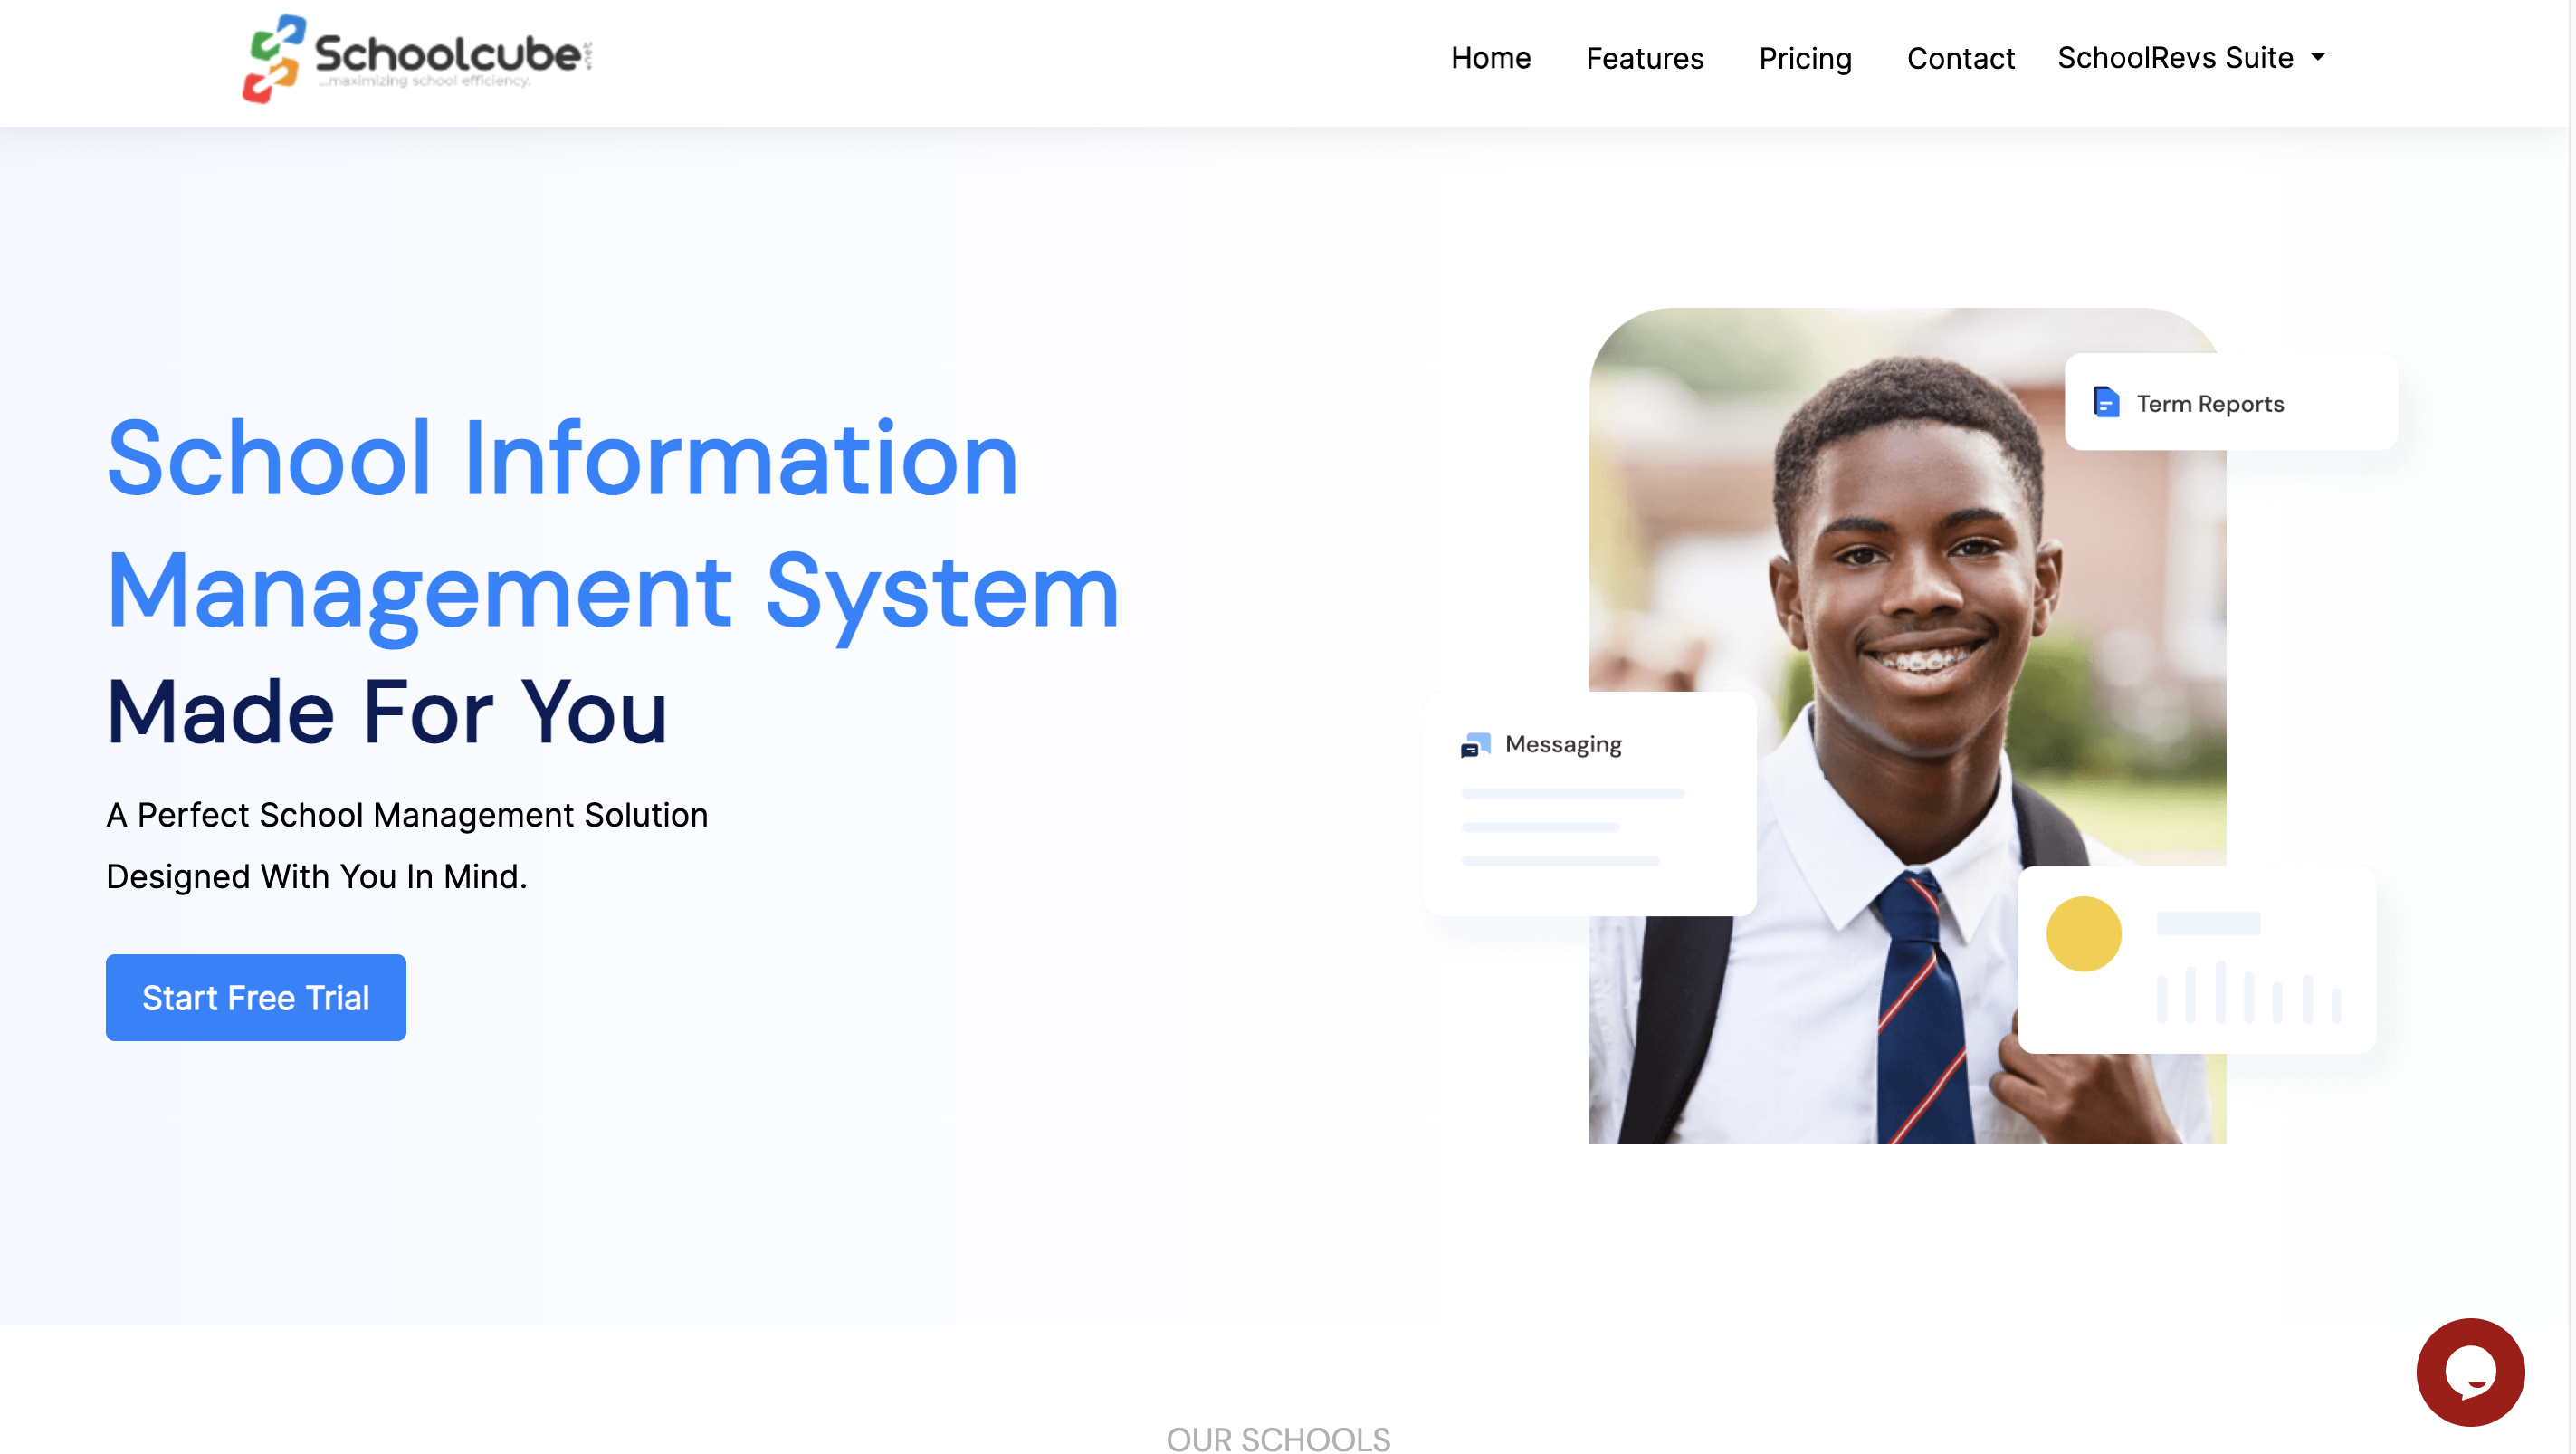 Schoolcube.net
...maximizing school efficiency.
Home Features Pricing Contact SchoolRevs Suite
Term Reports
School Information
Management System
Made For You
Messaging
A Perfect School Management Solution
Designed With You In Mind.
Start Free Trial
OUR SCHOOLS